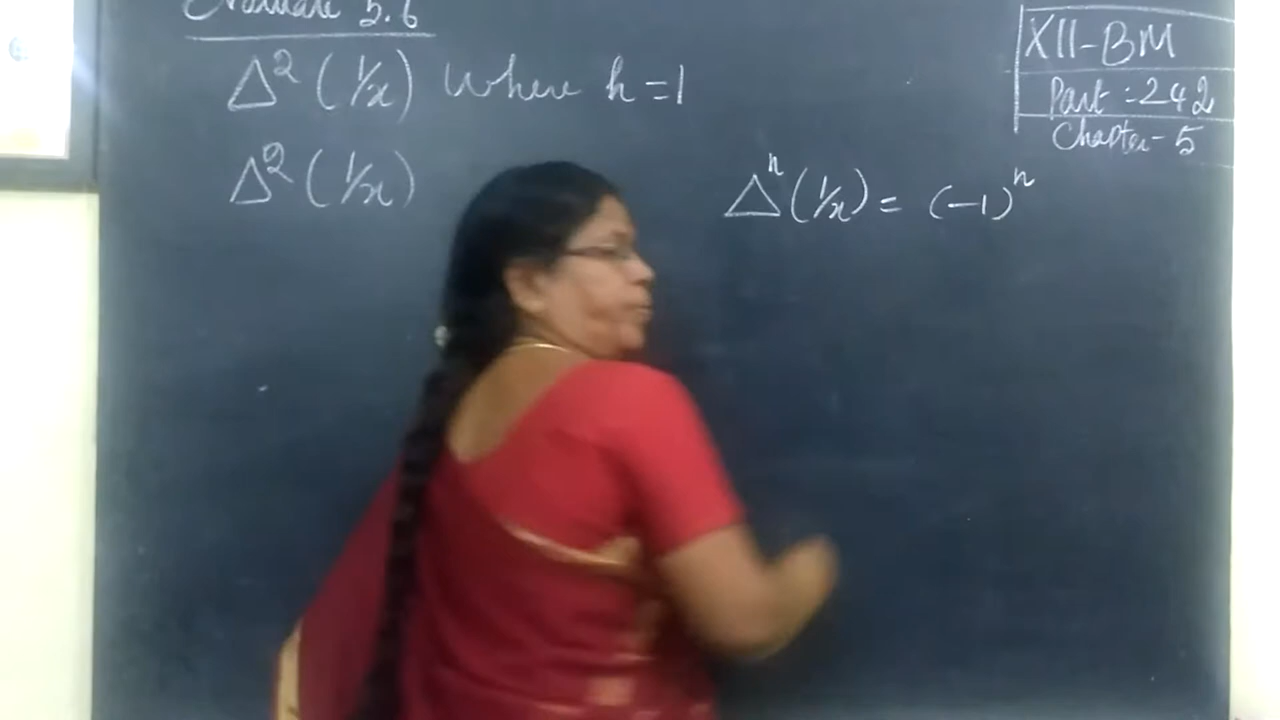 5.6
Δ² (1/x) Where h = 1
Δ² (1/x)
XII-BM
Part : 242
Chapter - 5
Δⁿ (1/x) = (-1)ⁿ